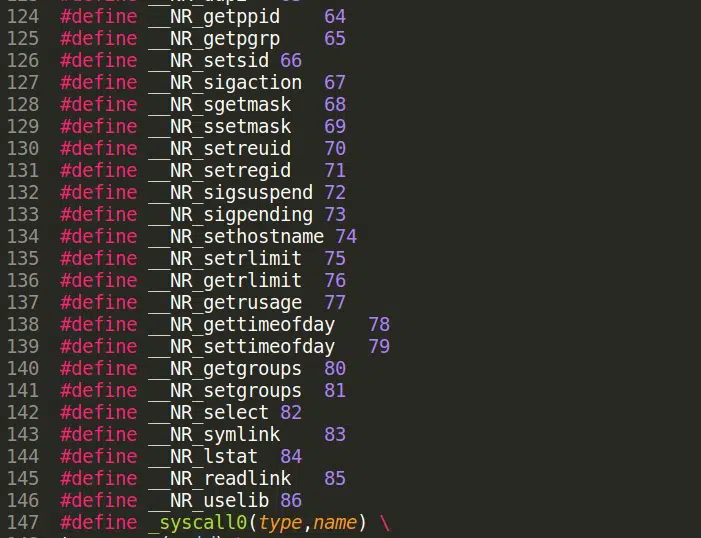 124 #define __NR_getppid 64
125 #define __NR_getpgrp 65
126 #define __NR_setsid 66
127 #define __NR_sigaction 67
128 #define __NR_sgetmask 68
129 #define __NR_ssetmask 69
130 #define __NR_setreuid 70
131 #define __NR_setregid 71
132 #define __NR_sigsuspend 72
133 #define __NR_sigpending 73
134 #define __NR_sethostname 74
135 #define __NR_setrlimit 75
136 #define __NR_getrlimit 76
137 #define __NR_getrusage 77
138 #define __NR_gettimeofday 78
139 #define __NR_settimeofday 79
140 #define __NR_getgroups 80
141 #define __NR_setgroups 81
142 #define __NR_select 82
143 #define __NR_symlink 83
144 #define __NR_lstat 84
145 #define __NR_readlink 85
146 #define __NR_uselib 86
147 #define _syscall0(type,name) \